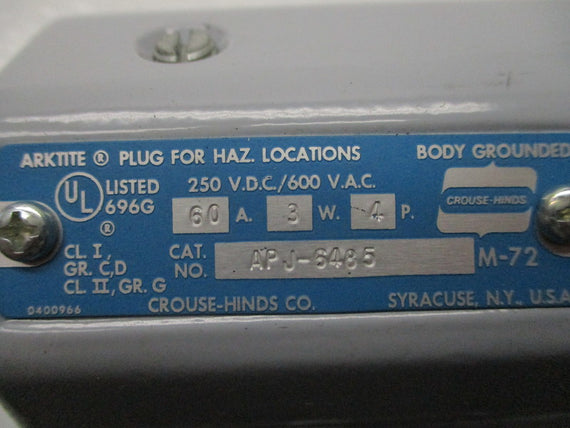 ARKTITE ® PLUG FOR HAZ. LOCATIONS BODY GROUNDED
UL ® LISTED 696G
250 V.D.C./600 V.A.C.
60 A. 3 W. 4 P.
CROUSE-HINDS
CL I,
GR. C,D
CL II, GR. G
CAT. NO. APJ-6485 M-72
0400966 CROUSE-HINDS CO. SYRACUSE, N.Y., U.S.A